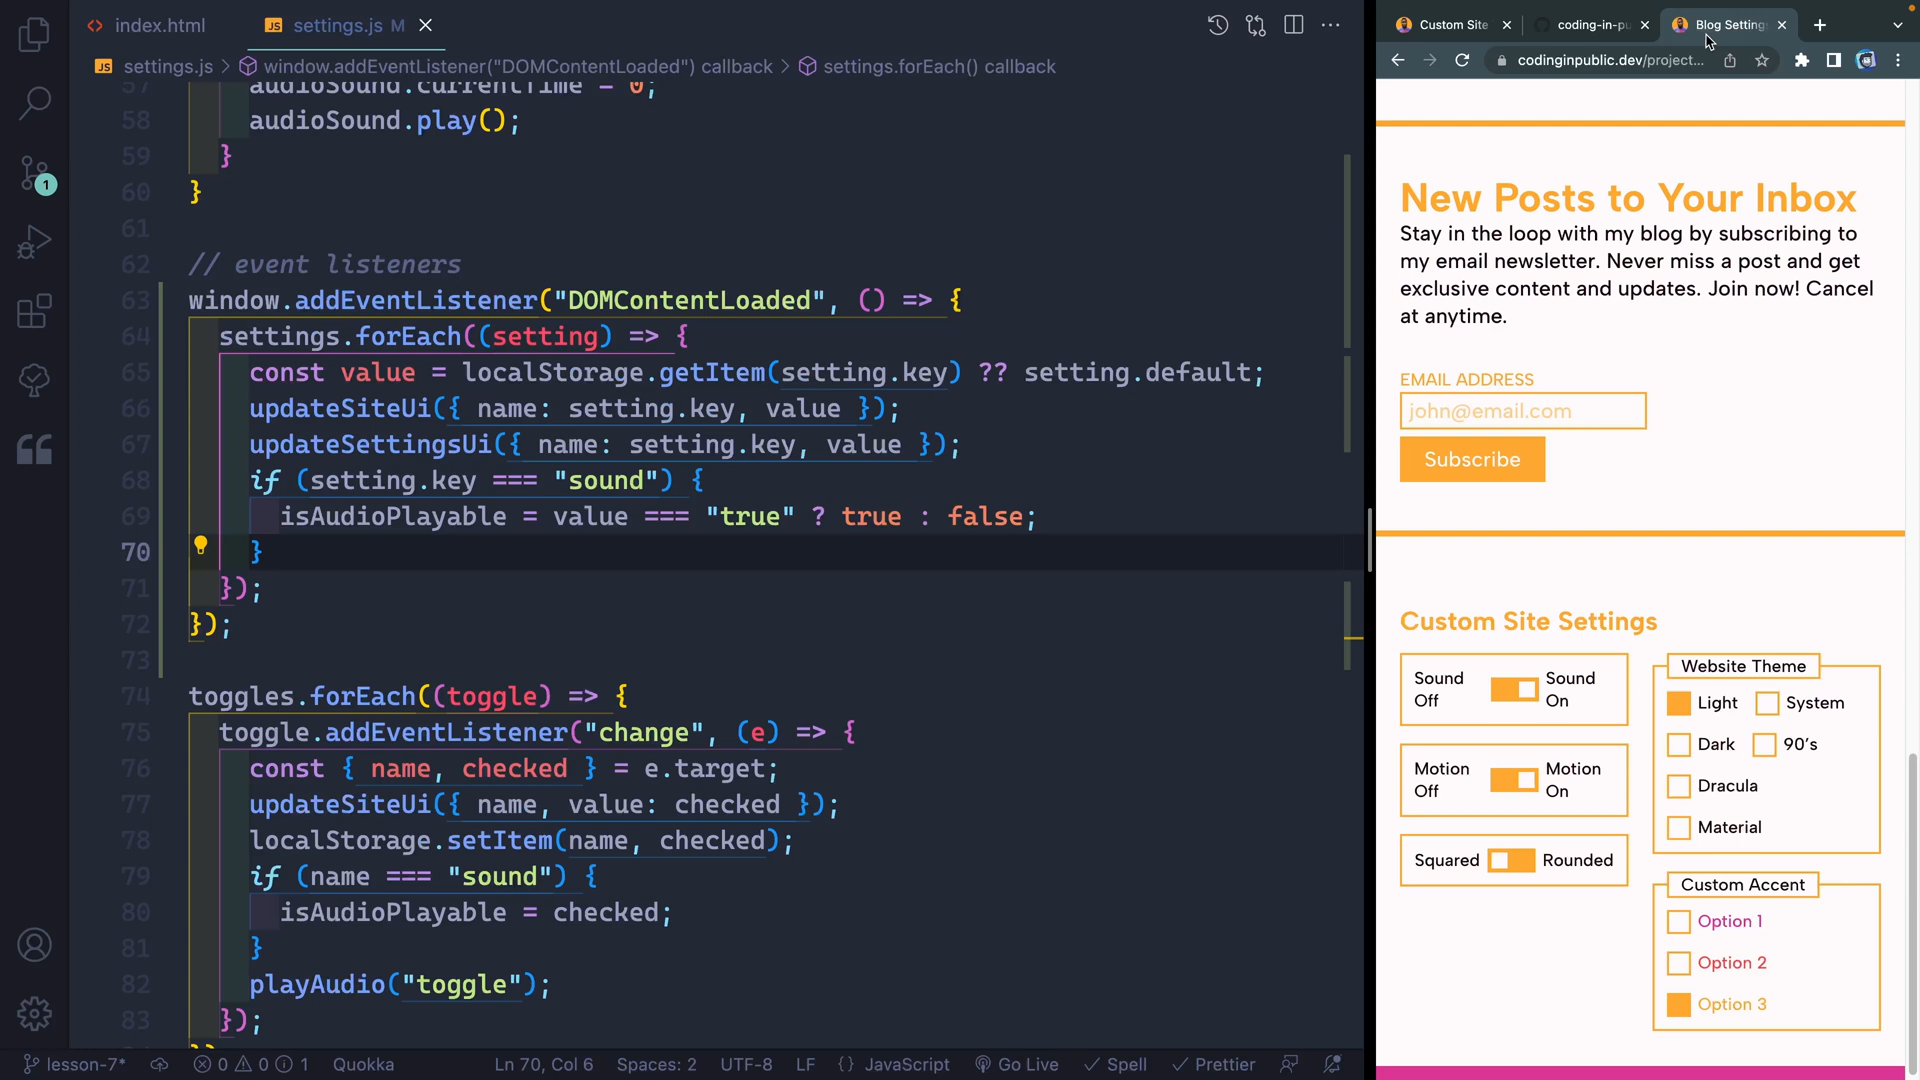 index.html
settings.js M
settings.js > window.addEventListener("DOMContentLoaded") callback > settings.forEach() callback
57 audioSound.currentTime = 0;
58 audioSound.play();
59 }
60 }
61
62 // event listeners
63 window.addEventListener("DOMContentLoaded", () => {
64 settings.forEach((setting) => {
65 const value = localStorage.getItem(setting.key) ?? setting.default;
66 updateSiteUi({ name: setting.key, value });
67 updateSettingsUi({ name: setting.key, value });
68 if (setting.key === "sound") {
69 isAudioPlayable = value === "true" ? true : false;
70 }
71 });
72 });
73
74 toggles.forEach((toggle) => {
75 toggle.addEventListener("change", (e) => {
76 const { name, checked } = e.target;
77 updateSiteUi({ name, value: checked });
78 localStorage.setItem(name, checked);
79 if (name === "sound") {
80 isAudioPlayable = checked;
81 }
82 playAudio("toggle");
83 });
1
lesson-7*
0 0 1
Quokka
Ln 70, Col 6
Spaces: 2
UTF-8
LF
{} JavaScript
Go Live
Spell
Prettier
Custom Site
coding-in-pu
Blog Setting
codinginpublic.dev/project...
New Posts to Your Inbox
Stay in the loop with my blog by subscribing to
my email newsletter. Never miss a post and get
exclusive content and updates. Join now! Cancel
at anytime.
EMAIL ADDRESS
john@email.com
Subscribe
Custom Site Settings
Sound Off
Sound On
Motion Off
Motion On
Squared
Rounded
Website Theme
Light
System
Dark
90's
Dracula
Material
Custom Accent
Option 1
Option 2
Option 3